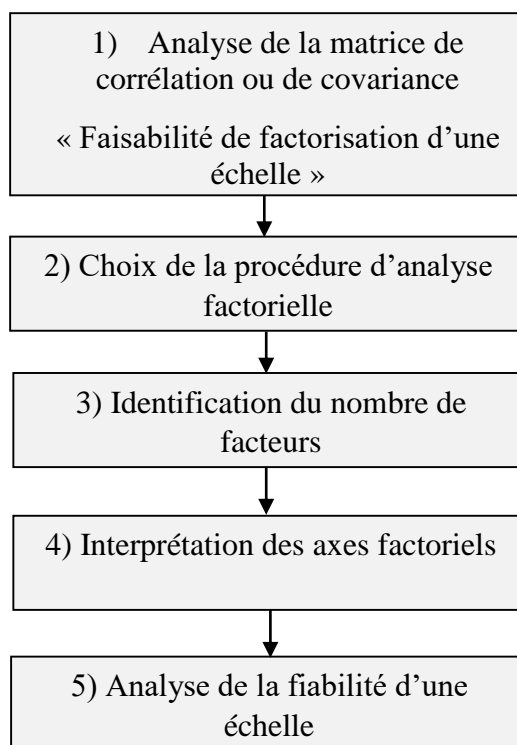 1) Analyse de la matrice de
corrélation ou de covariance
« Faisabilité de factorisation d’une
échelle »
2) Choix de la procédure d’analyse
factorielle
3) Identification du nombre de
facteurs
4) Interprétation des axes factoriels
5) Analyse de la fiabilité d’une
échelle